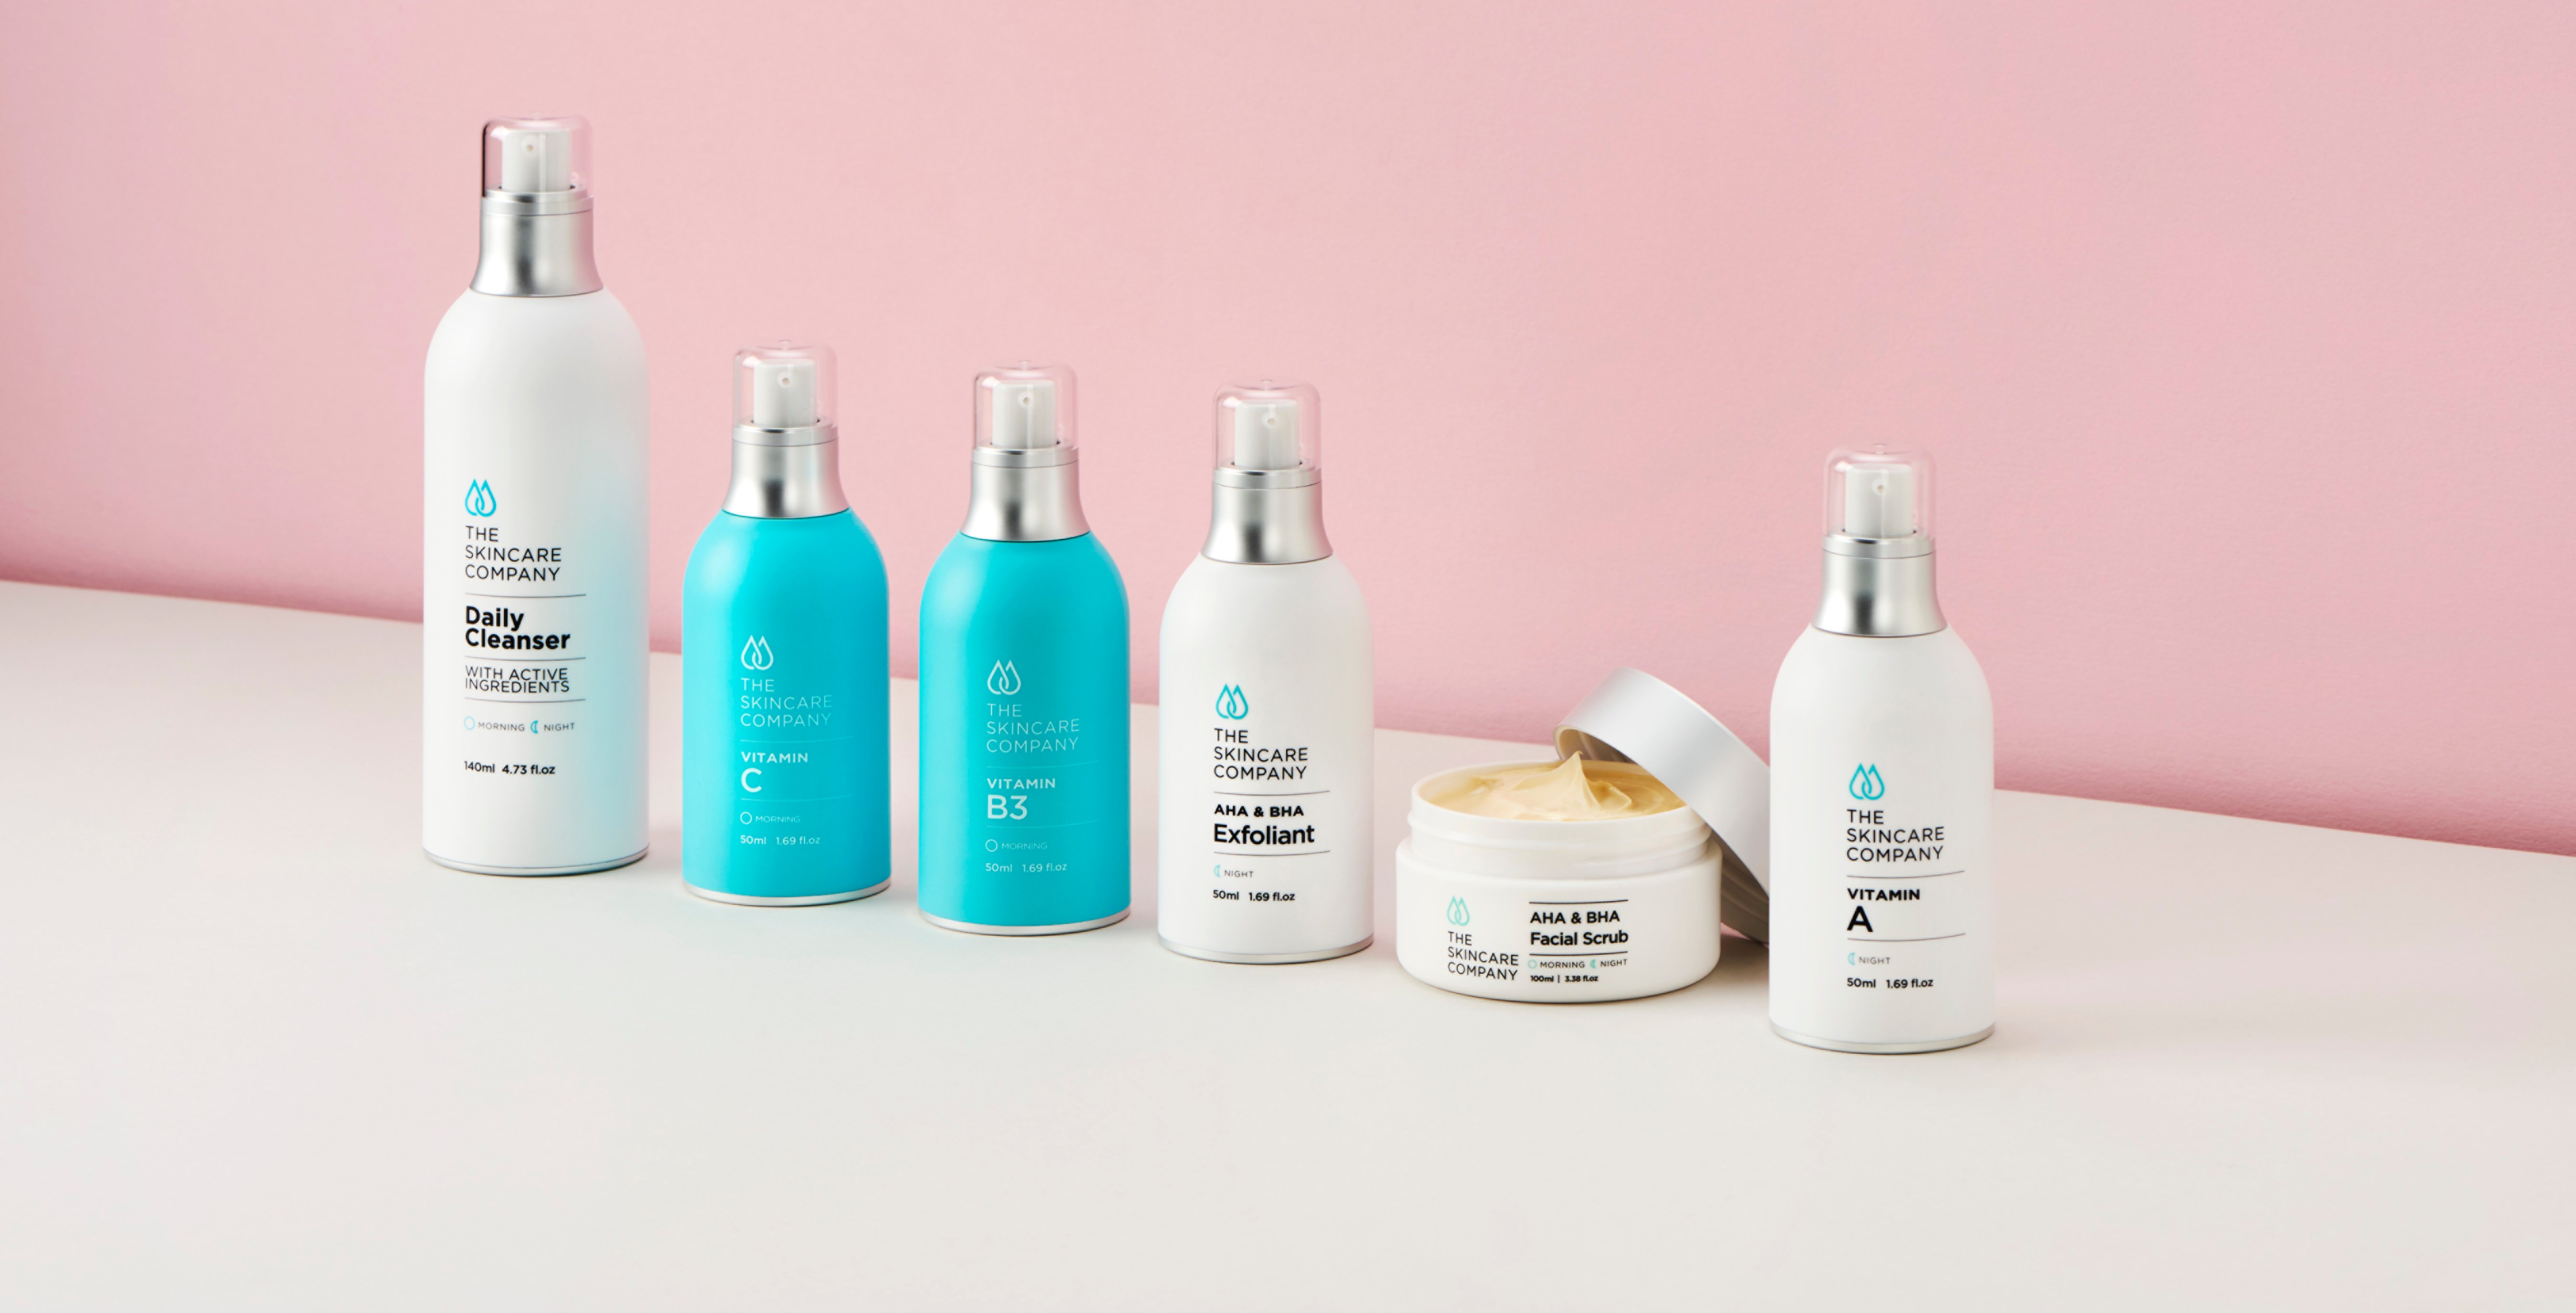 THE
SKINCARE
COMPANY
Daily
Cleanser
WITH ACTIVE
INGREDIENTS
MORNING NIGHT
140ml 4.73 fl.oz
THE
SKINCARE
COMPANY
VITAMIN
C
MORNING
50ml 1.69 fl.oz
THE
SKINCARE
COMPANY
VITAMIN
B3
MORNING
50ml 1.69 fl.oz
THE
SKINCARE
COMPANY
AHA & BHA
Exfoliant
NIGHT
50ml 1.69 fl.oz
THE
SKINCARE
COMPANY
AHA & BHA
Facial Scrub
MORNING NIGHT
100ml | 3.38 fl.oz
THE
SKINCARE
COMPANY
VITAMIN
A
NIGHT
50ml 1.69 fl.oz